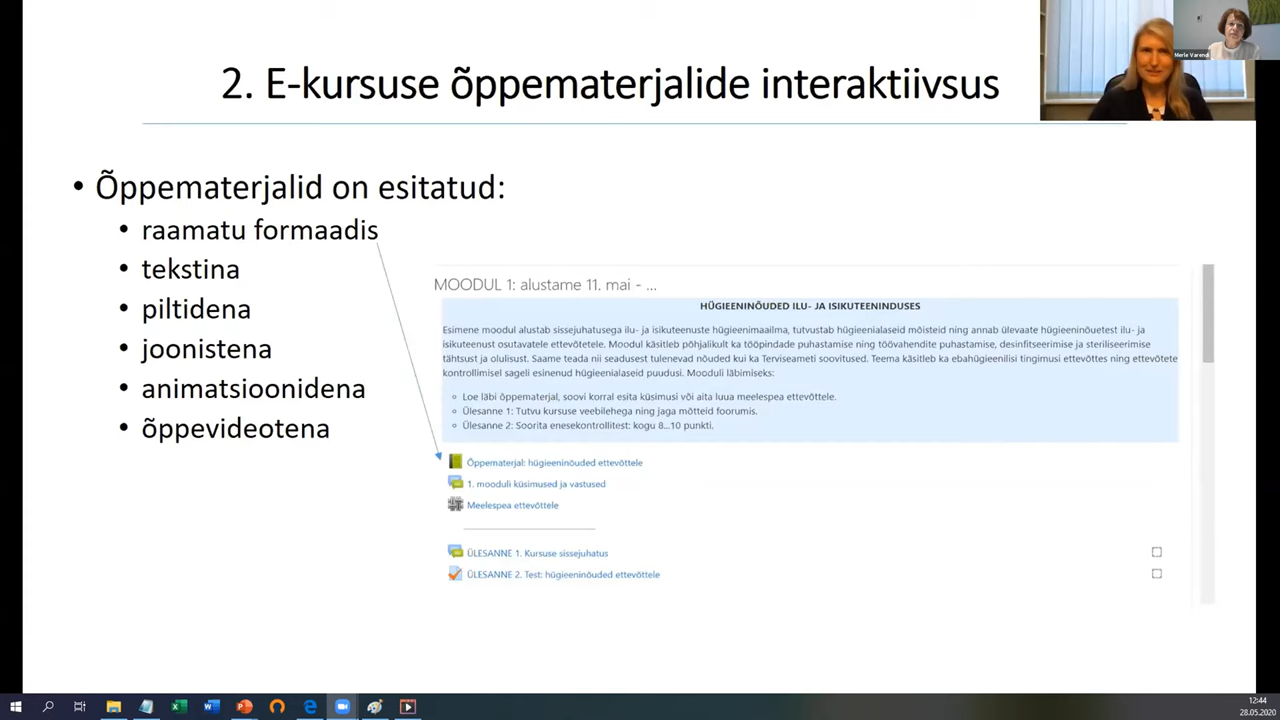 2. E-kursuse õppematerjalide interaktiivsus
Merle Varendi
• Õppematerjalid on esitatud:
• raamatu formaadis
• tekstina
• piltidena
• joonistena
• animatsioonidena
• õppevideotena
MOODUL 1: alustame 11. mai - ...
HÜGIEENINÕUDED ILU- JA ISIKUTEENINDUSES
Esimene moodul alustab sissejuhatusega ilu- ja isikuteenuste hügieenimaailma, tutvustab hügieenialaseid mõisteid ning annab ülevaate hügieeninõuetest ilu- ja
isikuteenust osutavatele ettevõtetele. Moodul käsitleb põhjalikult ka tööpindade puhastamise ning töövahendite puhastamise, desinfitseerimise ja steriliseerimise
tähtsust ja olulisust. Saame teada nii seadusest tulenevad nõuded kui ka Terviseameti soovitused. Teema käsitleb ka ebahügieenilisi tingimusi ettevõttes ning ettevõtete
kontrollimisel sageli esinenud hügieenialaseid puudusi. Mooduli läbimiseks:
Loe läbi õppematerjal, soovi korral esita küsimusi või aita luua meelespea ettevõttele.
Ülesanne 1: Tutvu kursuse veebilehega ning jaga mõtteid foorumis.
Ülesanne 2: Soorita enesekontrollitest: kogu 8...10 punkti.
Õppematerjal: hügieeninõuded ettevõttele
1. mooduli küsimused ja vastused
Meelespea ettevõttele
ÜLESANNE 1. Kursuse sissejuhatus
ÜLESANNE 2. Test: hügieeninõuded ettevõttele
12:44
28.05.2020